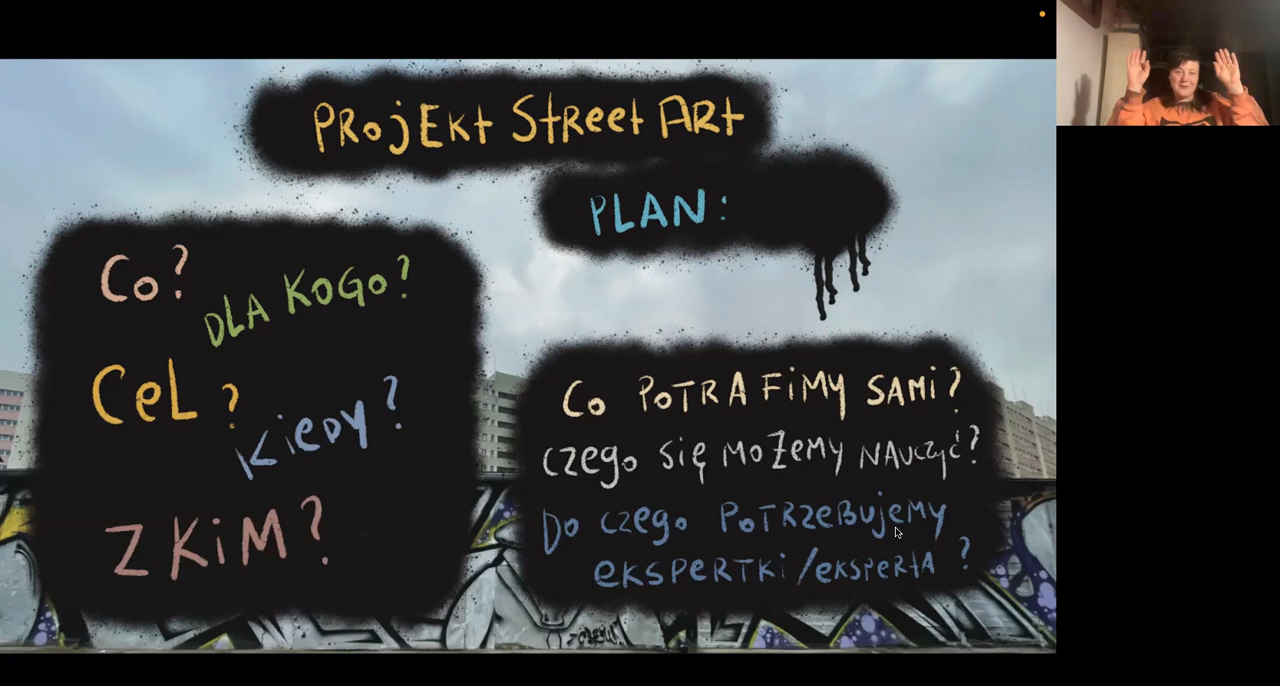 PROjEKt StReet ARt
PLAN:
Co?
DLA KOGO?
CeL?
Kiedy?
Z KiM?
Co POTRAFiMY SAMi?
Czego się MoŻemy NAuczyć?
Do czego PoTRzeBujeMy
eKSPeRTKi/eKSPeRtA?